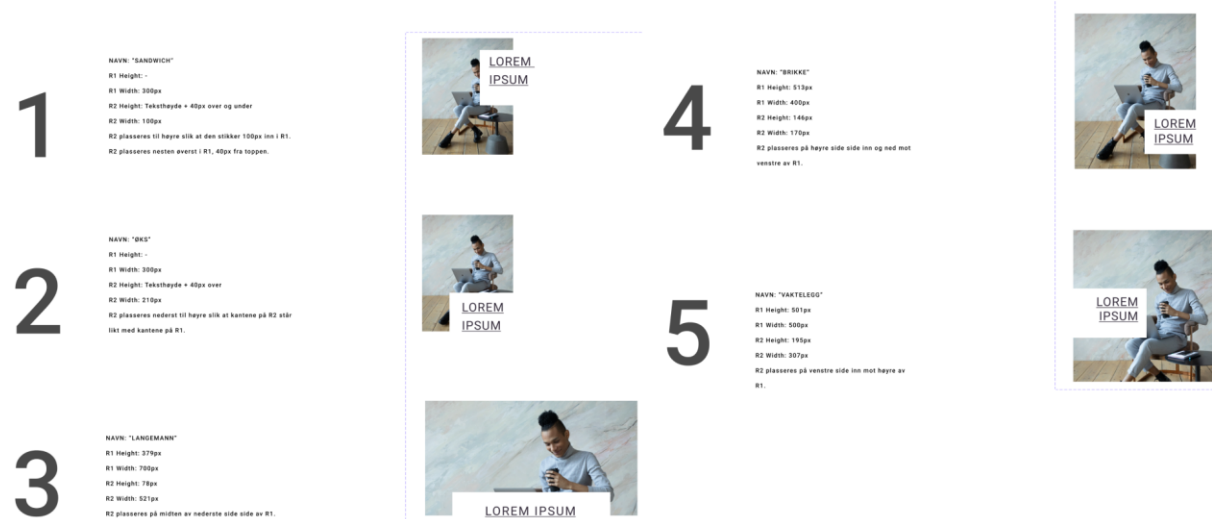 1
NAVN: "SANDWICH"
R1 Height: -
R1 Width: 300px
R2 Height: Teksthøyde + 40px over og under
R2 Width: 100px
R2 plasseres til høyre slik at den stikker 100px inn i R1.
R2 plasseres nesten øverst i R1, 40px fra toppen.
LOREM
IPSUM
2
NAVN: "ØKS"
R1 Height: -
R1 Width: 300px
R2 Height: Teksthøyde + 40px over
R2 Width: 210px
R2 plasseres nederst til høyre slik at kantene på R2 står
likt med kantene på R1.
LOREM
IPSUM
3
NAVN: "LANGEMANN"
R1 Height: 379px
R1 Width: 700px
R2 Height: 78px
R2 Width: 521px
R2 plasseres på midten av nederste side side av R1.
LOREM IPSUM
4
NAVN: "BRIKKE"
R1 Height: 513px
R1 Width: 400px
R2 Height: 146px
R2 Width: 170px
R2 plasseres på høyre side side inn og ned mot
venstre av R1.
LOREM
IPSUM
5
NAVN: "VAKTELEGG"
R1 Height: 501px
R1 Width: 500px
R2 Height: 195px
R2 Width: 307px
R2 plasseres på venstre side inn mot høyre av
R1.
LOREM
IPSUM